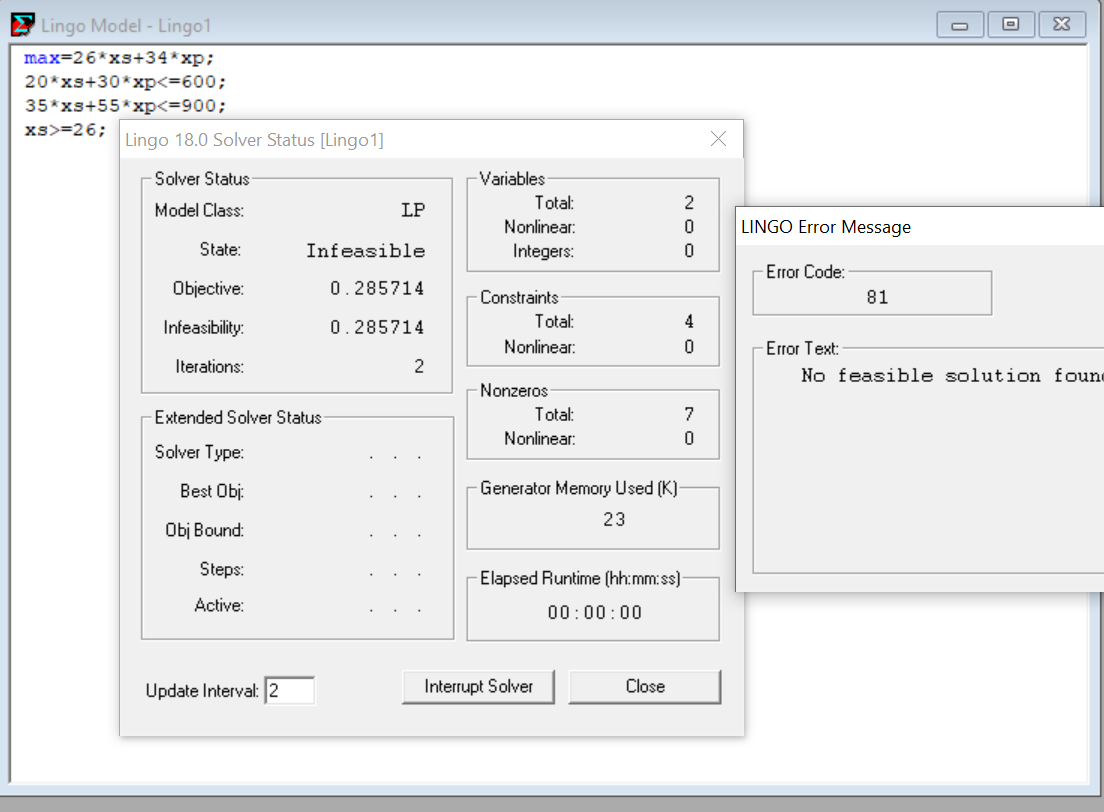 Lingo Model - Lingo1
max=26*xs+34*xp;
20*xs+30*xp<=600;
35*xs+55*xp<=900;
xs>=26;
Lingo 18.0 Solver Status [Lingo1]
Solver Status
Model Class: LP
State: Infeasible
Objective: 0.285714
Infeasibility: 0.285714
Iterations: 2
Extended Solver Status
Solver Type: . . .
Best Obj: . . .
Obj Bound: . . .
Steps: . . .
Active: . . .
Variables
Total: 2
Nonlinear: 0
Integers: 0
Constraints
Total: 4
Nonlinear: 0
Nonzeros
Total: 7
Nonlinear: 0
Generator Memory Used (K)
23
Elapsed Runtime (hh:mm:ss)
00:00:00
Update Interval: 2
Interrupt Solver
Close
LINGO Error Message
Error Code:
81
Error Text:
No feasible solution foun